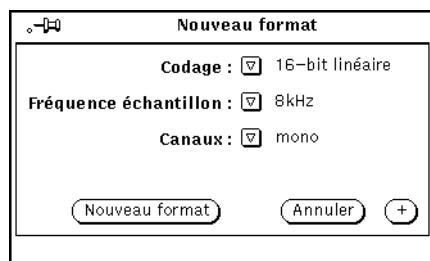 Nouveau format
Codage : 16-bit linéaire
Fréquence échantillon : 8kHz
Canaux : mono
Nouveau format Annuler +